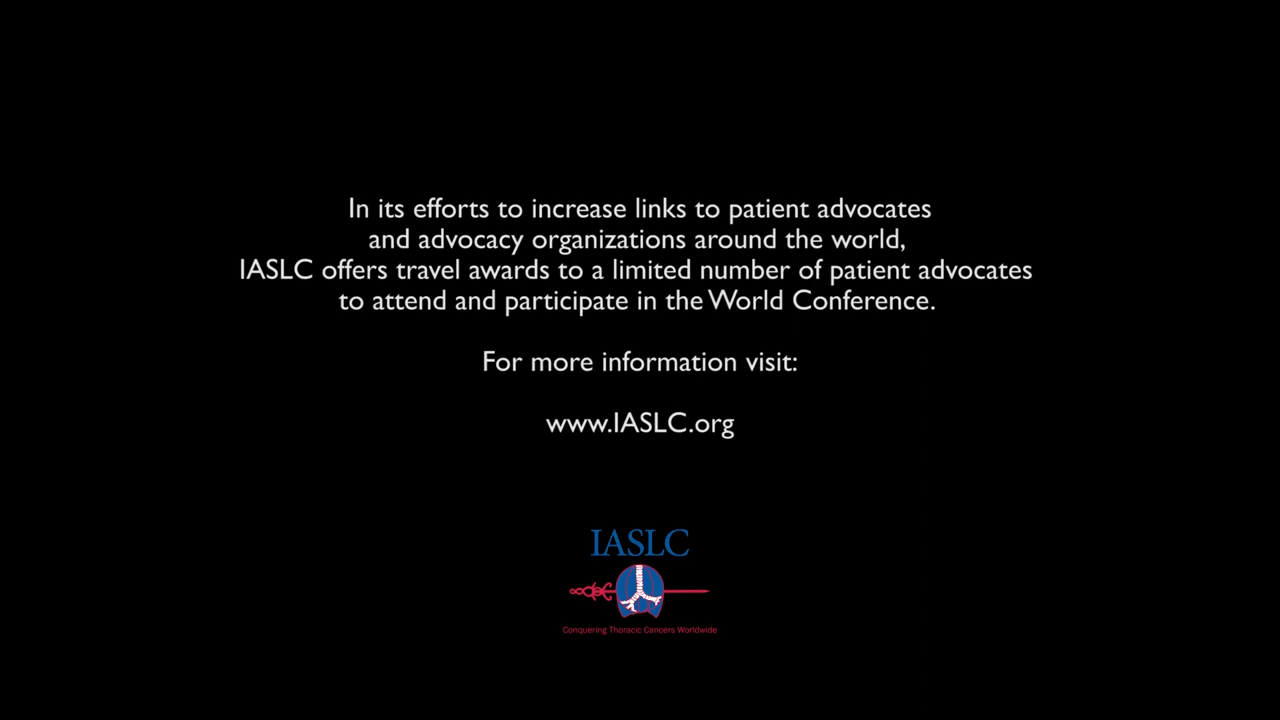 In its efforts to increase links to patient advocates
and advocacy organizations around the world,
IASLC offers travel awards to a limited number of patient advocates
to attend and participate in the World Conference.
For more information visit:
www.IASLC.org
IASLC
Conquering Thoracic Cancers Worldwide